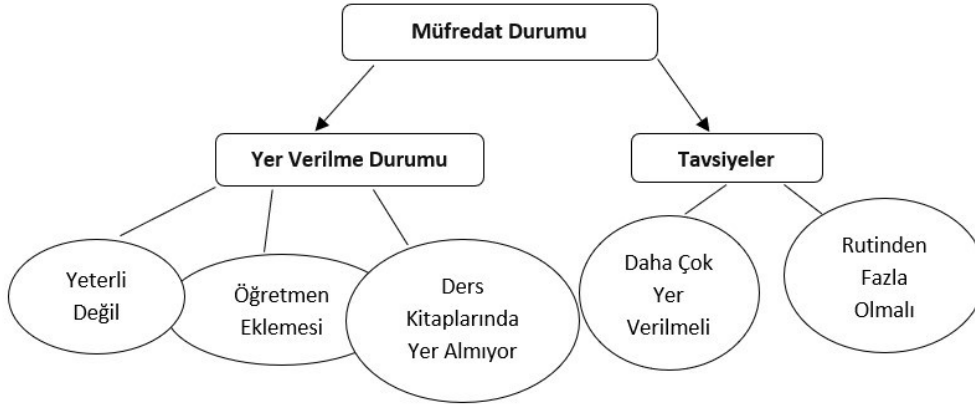 Müfredat Durumu
Yer Verilme Durumu
Tavsiyeler
Yeterli
Değil
Öğretmen
Eklemesi
Ders
Kitaplarında
Yer Almıyor
Daha Çok
Yer
Verilmeli
Rutinden
Fazla
Olmalı